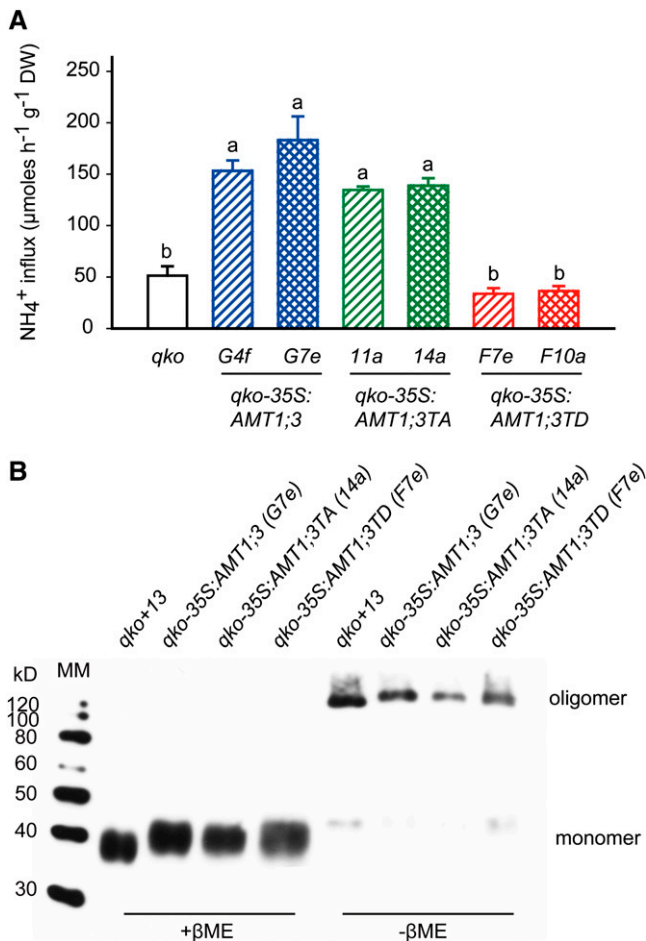 A
NH4⁺ influx (µmoles h⁻¹ g⁻¹ DW)
250
200
150
100
50
0
b
a
a
a
a
b
b
qko G4f G7e 11a 14a F7e F10a
qko-35S: qko-35S: qko-35S:
AMT1;3 AMT1;3TA AMT1;3TD
B
qko+13
qko-35S:AMT1;3 (G7e)
qko-35S:AMT1;3TA (14a)
qko-35S:AMT1;3TD (F7e)
qko+13
qko-35S:AMT1;3 (G7e)
qko-35S:AMT1;3TA (14a)
qko-35S:AMT1;3TD (F7e)
kD MM
120
100
80
60
50
40
30
oligomer
monomer
+βME -βME